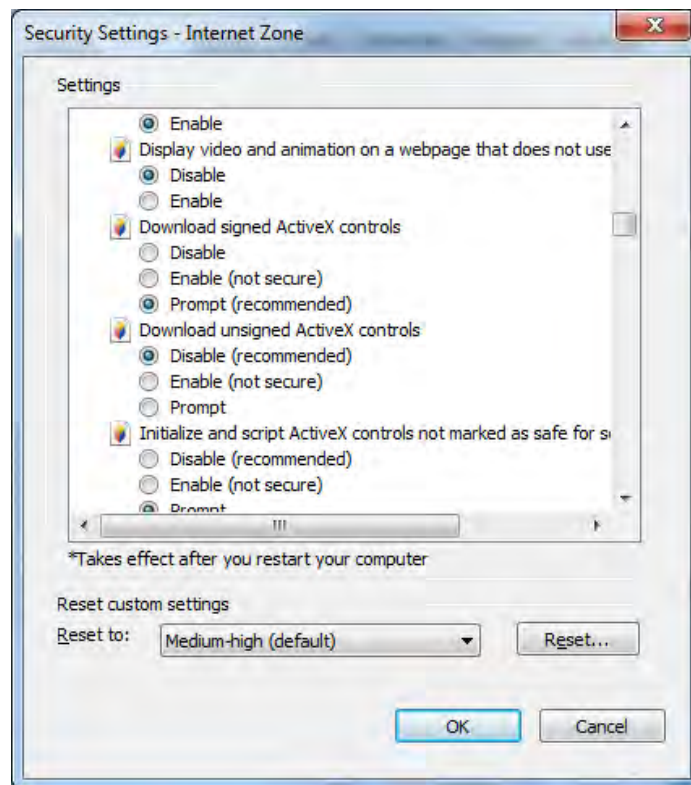 Security Settings - Internet Zone
Settings
Enable
Display video and animation on a webpage that does not use
Disable
Enable
Download signed ActiveX controls
Disable
Enable (not secure)
Prompt (recommended)
Download unsigned ActiveX controls
Disable (recommended)
Enable (not secure)
Prompt
Initialize and script ActiveX controls not marked as safe for s
Disable (recommended)
Enable (not secure)
Prompt
*Takes effect after you restart your computer
Reset custom settings
Reset to:
Medium-high (default)
Reset...
OK
Cancel